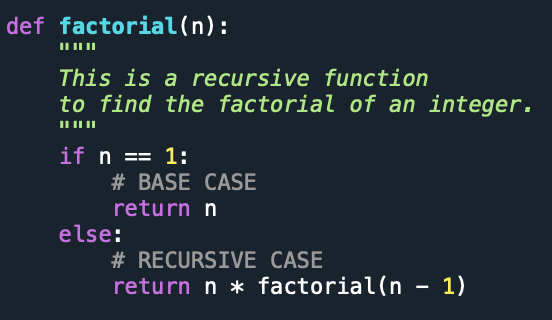 def factorial(n):
    """
    This is a recursive function
    to find the factorial of an integer.
    """
    if n == 1:
        # BASE CASE
        return n
    else:
        # RECURSIVE CASE
        return n * factorial(n - 1)